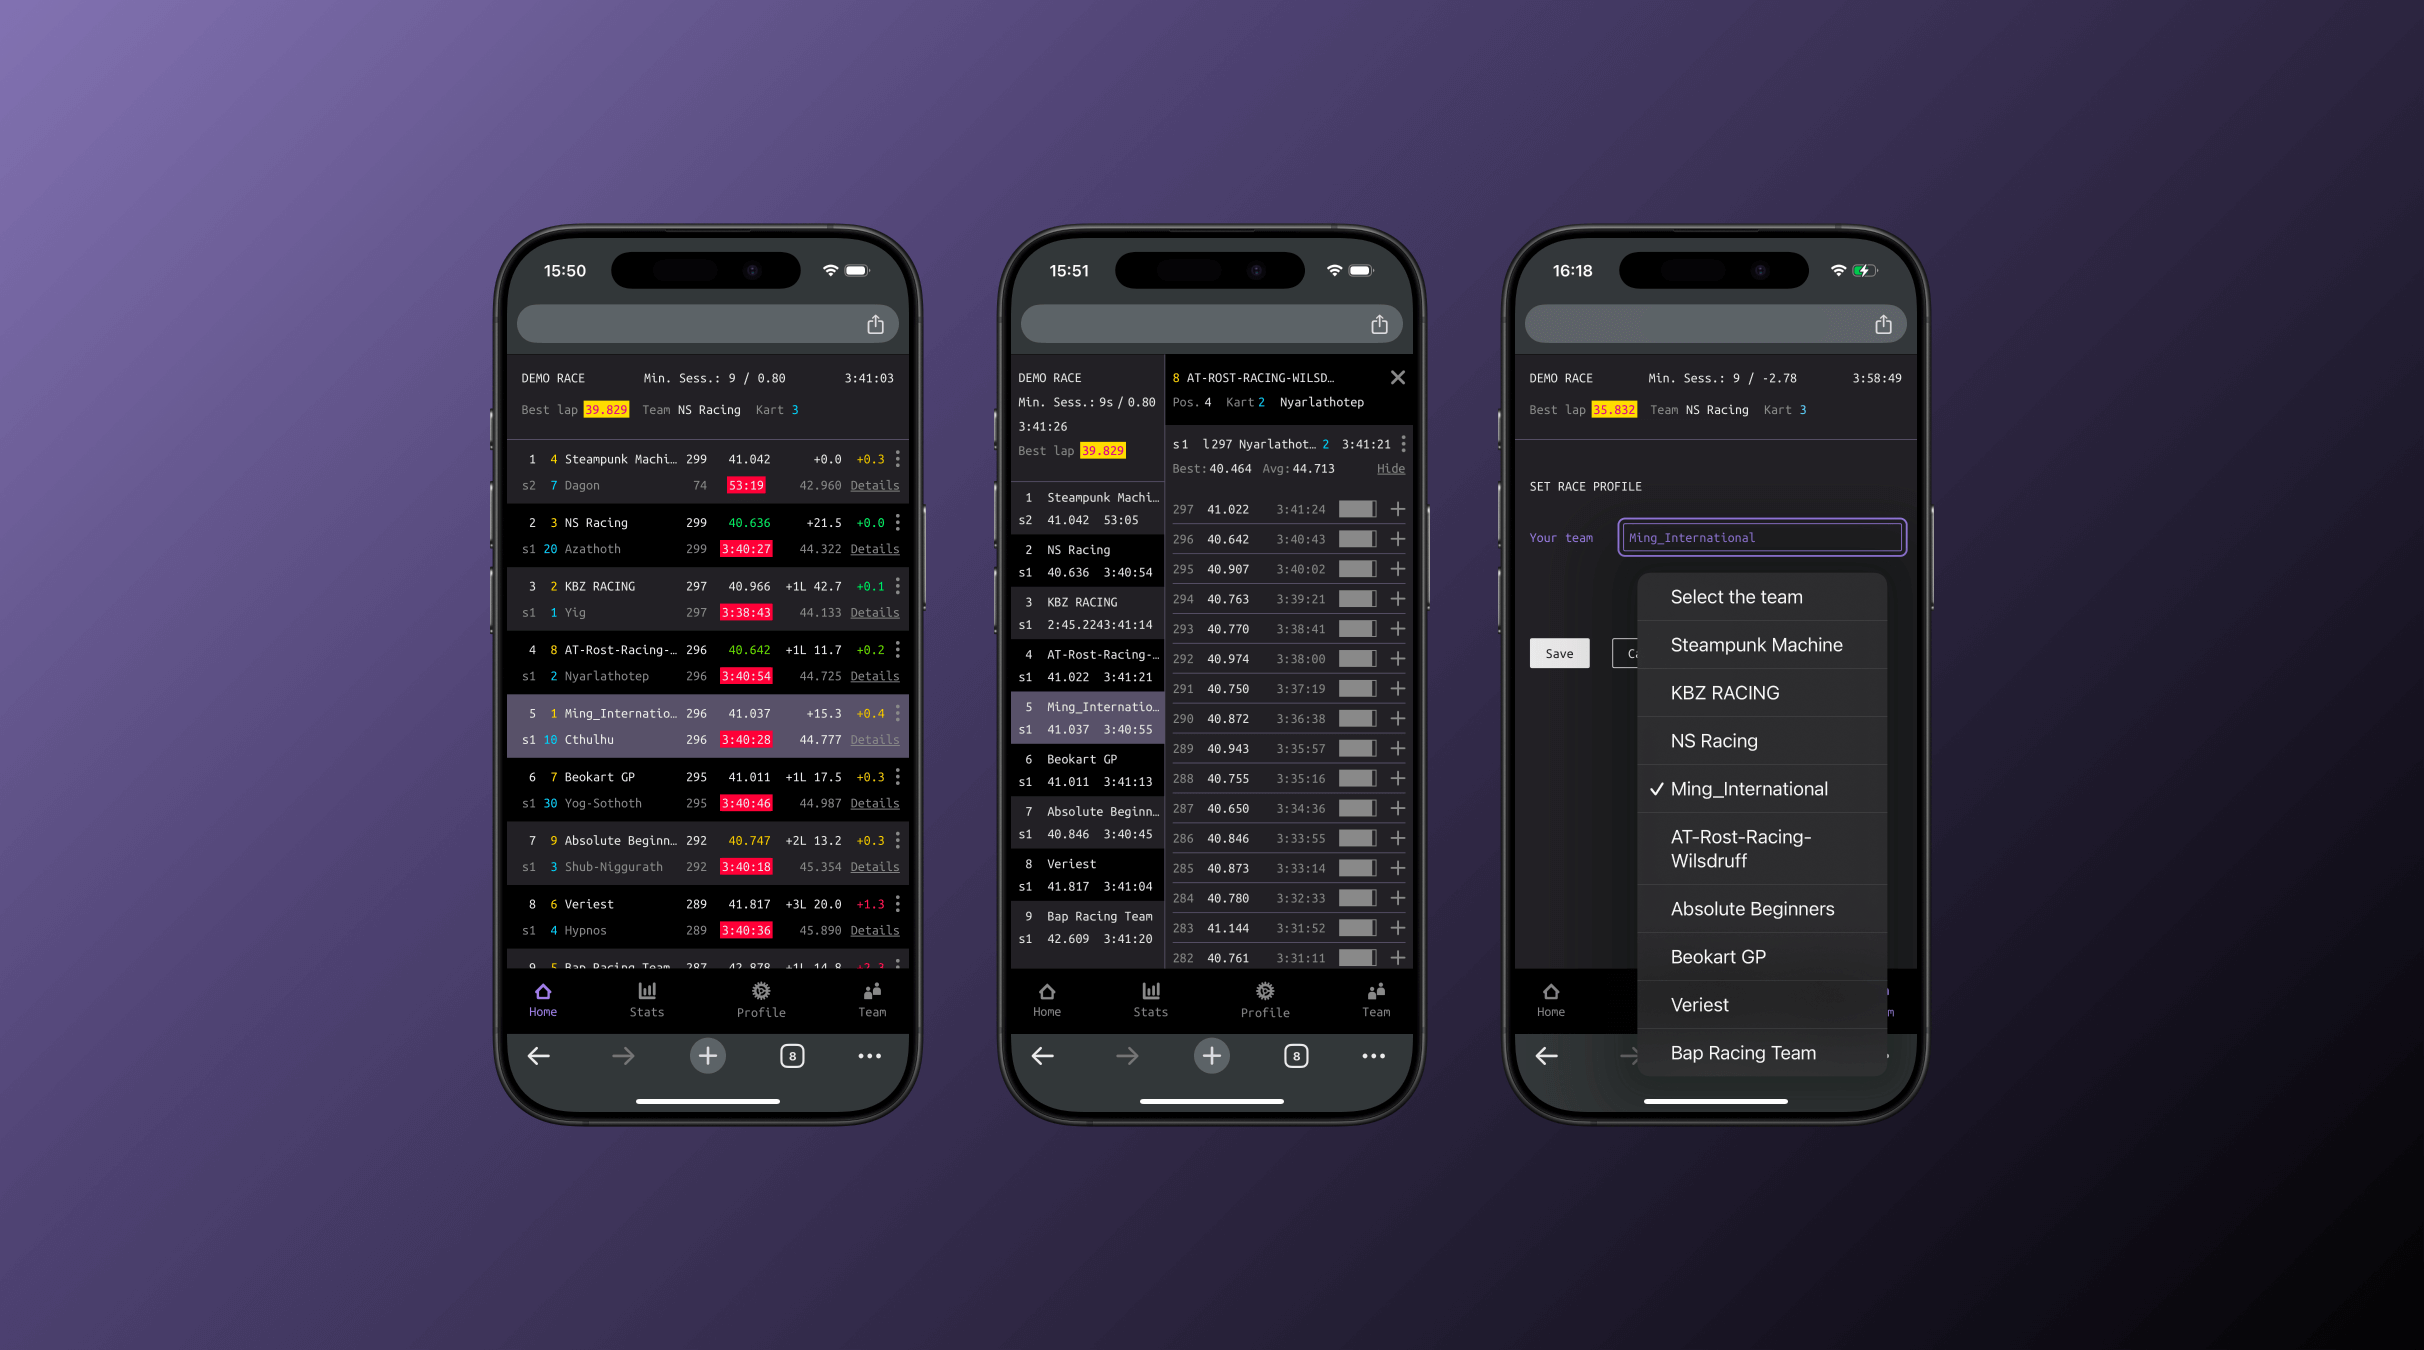 15:50
DEMO RACE Min. Sess.: 9 / 0.80 3:41:03
Best lap 39.829 Team NS Racing Kart 3
1 4 Steampunk Machi… 299 41.042 +0.0 +0.3
s2 7 Dagon 74 53:19 42.960 Details
2 3 NS Racing 299 40.636 +21.5 +0.0
s1 20 Azathoth 299 3:40:27 44.322 Details
3 2 KBZ RACING 297 40.966 +1L 42.7 +0.1
s1 1 Yig 297 3:38:43 44.133 Details
4 8 AT-Rost-Racing-… 296 40.642 +1L 11.7 +0.2
s1 2 Nyarlathotep 296 3:40:54 44.725 Details
5 1 Ming_Internatio… 296 41.037 +15.3 +0.4
s1 10 Cthulhu 296 3:40:28 44.777 Details
6 7 Beokart GP 295 41.011 +1L 17.5 +0.3
s1 30 Yog-Sothoth 295 3:40:46 44.987 Details
7 9 Absolute Beginn… 292 40.747 +2L 13.2 +0.3
s1 3 Shub-Niggurath 292 3:40:18 45.354 Details
8 6 Veriest 289 41.817 +3L 20.0 +1.3
s1 4 Hypnos 289 3:40:36 45.890 Details
9 5 Bap Racing Team 287 42.878 +1L 14.8
Home Stats Profile Team
8
15:51
DEMO RACE
Min. Sess.: 9s / 0.80
3:41:26
Best lap 39.829
1 Steampunk Machi…
s2 41.042 53:05
2 NS Racing
s1 40.636 3:40:54
3 KBZ RACING
s1 2:45.2243:41:14
4 AT-Rost-Racing-…
s1 41.022 3:41:21
5 Ming_Internatio…
s1 41.037 3:40:55
6 Beokart GP
s1 41.011 3:41:13
7 Absolute Beginn…
s1 40.846 3:40:45
8 Veriest
s1 41.817 3:41:04
9 Bap Racing Team
s1 42.609 3:41:20
8 AT-ROST-RACING-WILSD…
Pos. 4 Kart 2 Nyarlathotep
s1 l297 Nyarlathot… 2 3:41:21
Best: 40.464 Avg: 44.713 Hide
297 41.022 3:41:24
296 40.642 3:40:43
295 40.907 3:40:02
294 40.763 3:39:21
293 40.770 3:38:41
292 40.974 3:38:00
291 40.750 3:37:19
290 40.872 3:36:38
289 40.943 3:35:57
288 40.755 3:35:16
287 40.650 3:34:36
286 40.846 3:33:55
285 40.873 3:33:14
284 40.780 3:32:33
283 41.144 3:31:52
282 40.761 3:31:11
Home Stats Profile Team
8
16:18
DEMO RACE Min. Sess.: 9 / -2.78 3:58:49
Best lap 35.832 Team NS Racing Kart 3
SET RACE PROFILE
Your team Ming_International
Save
Select the team
Steampunk Machine
KBZ RACING
NS Racing
Ming_International
AT-Rost-Racing-
Wilsdruff
Absolute Beginners
Beokart GP
Veriest
Bap Racing Team
Home